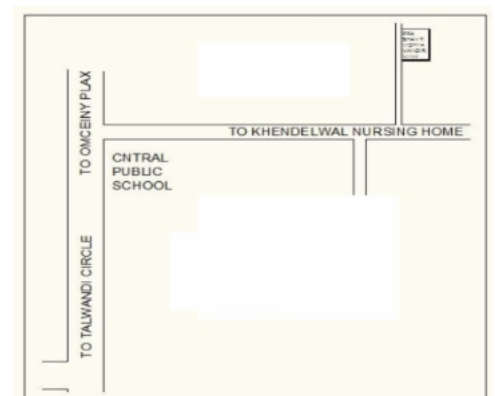 TO OMCEINY PLAX
TO KHENDELWAL NURSING HOME
CNTRAL
PUBLIC
SCHOOL
TO TALWANDI CIRCLE